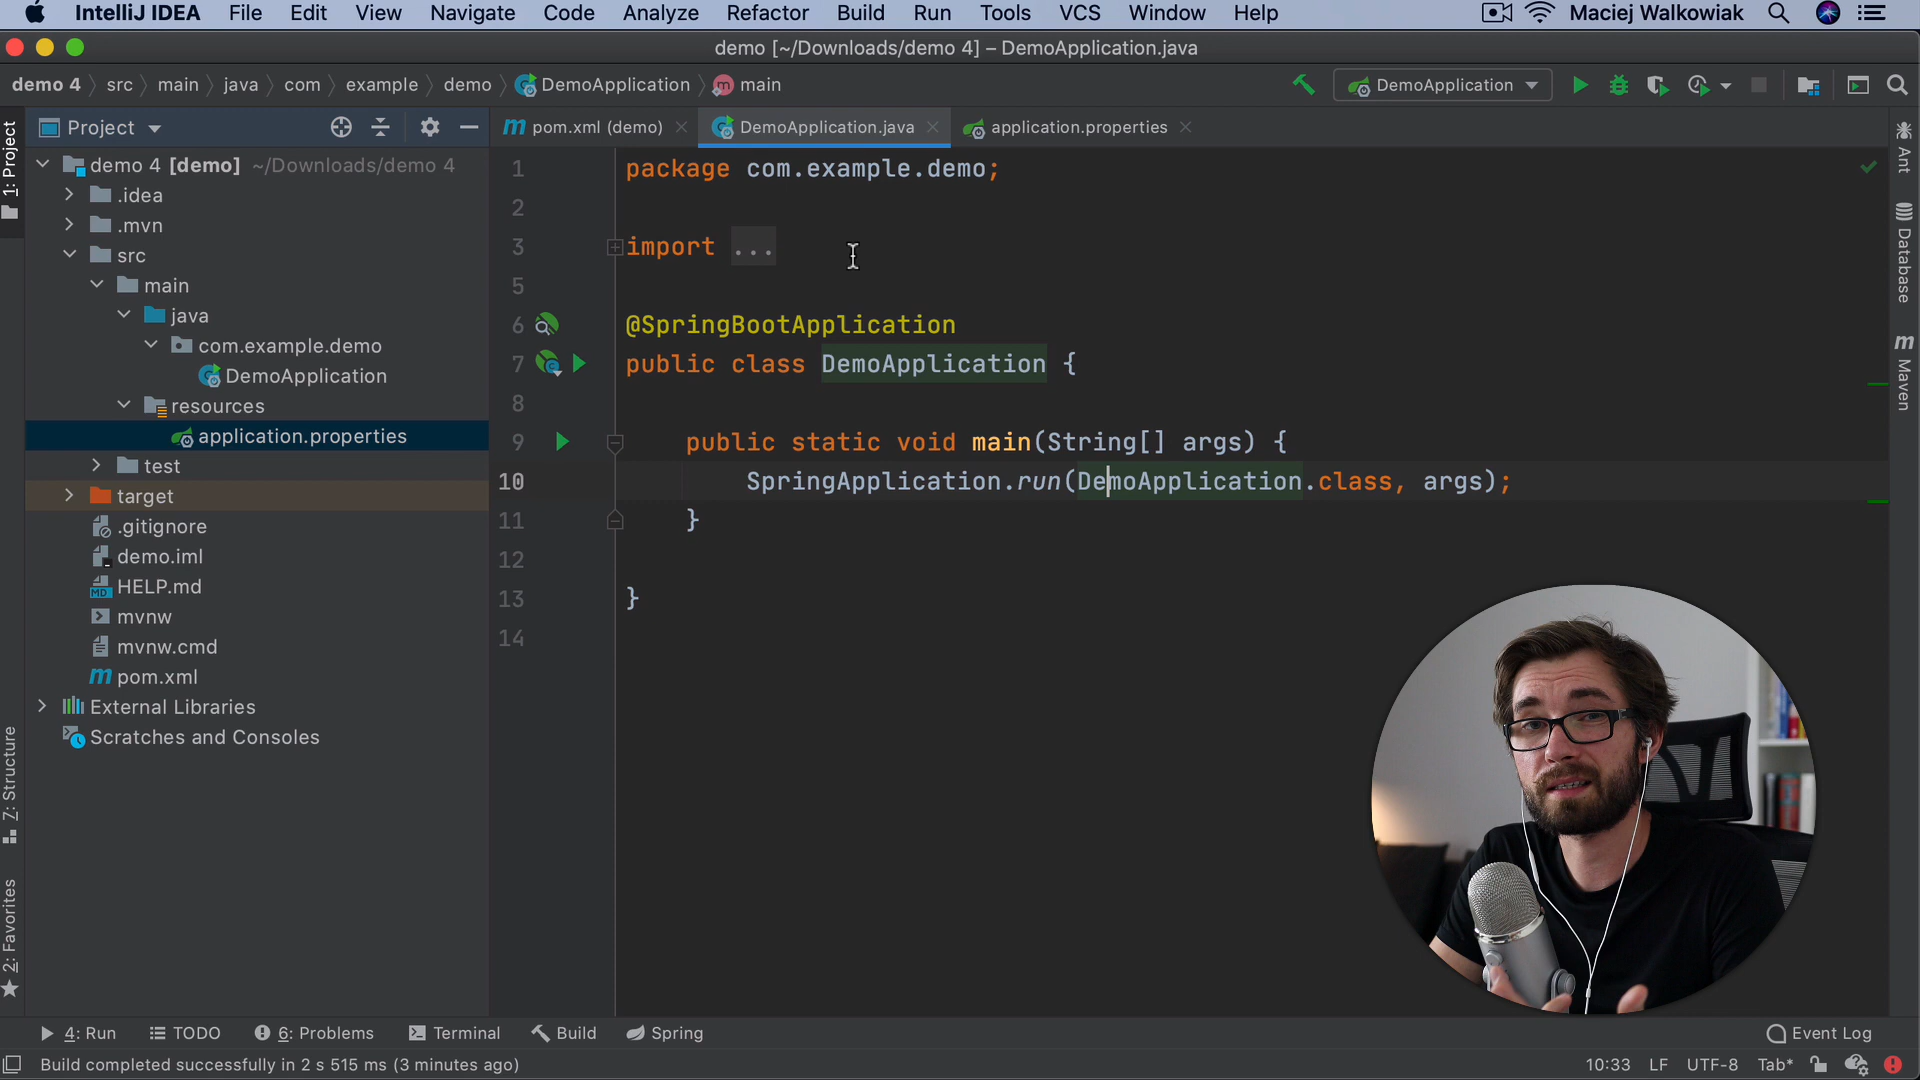 IntelliJ IDEA File Edit View Navigate Code Analyze Refactor Build Run Tools VCS Window Help Maciej Walkowiak
demo [~/Downloads/demo 4] – DemoApplication.java
demo 4 src main java com example demo DemoApplication main DemoApplication
1: Project
Project
pom.xml (demo) DemoApplication.java application.properties
demo 4 [demo] ~/Downloads/demo 4
.idea
.mvn
src
main
java
com.example.demo
DemoApplication
resources
application.properties
test
target
.gitignore
demo.iml
HELP.md
mvnw
mvnw.cmd
pom.xml
External Libraries
Scratches and Consoles
1 package com.example.demo;
2
3 import ...
5
6 @SpringBootApplication
7 public class DemoApplication {
8
9 public static void main(String[] args) {
10 SpringApplication.run(DemoApplication.class, args);
11 }
12
13 }
14
Ant
Database
Maven
Z: Structure
2: Favorites
4: Run TODO 6: Problems Terminal Build Spring Event Log
Build completed successfully in 2 s 515 ms (3 minutes ago) 10:33 LF UTF-8 Tab*